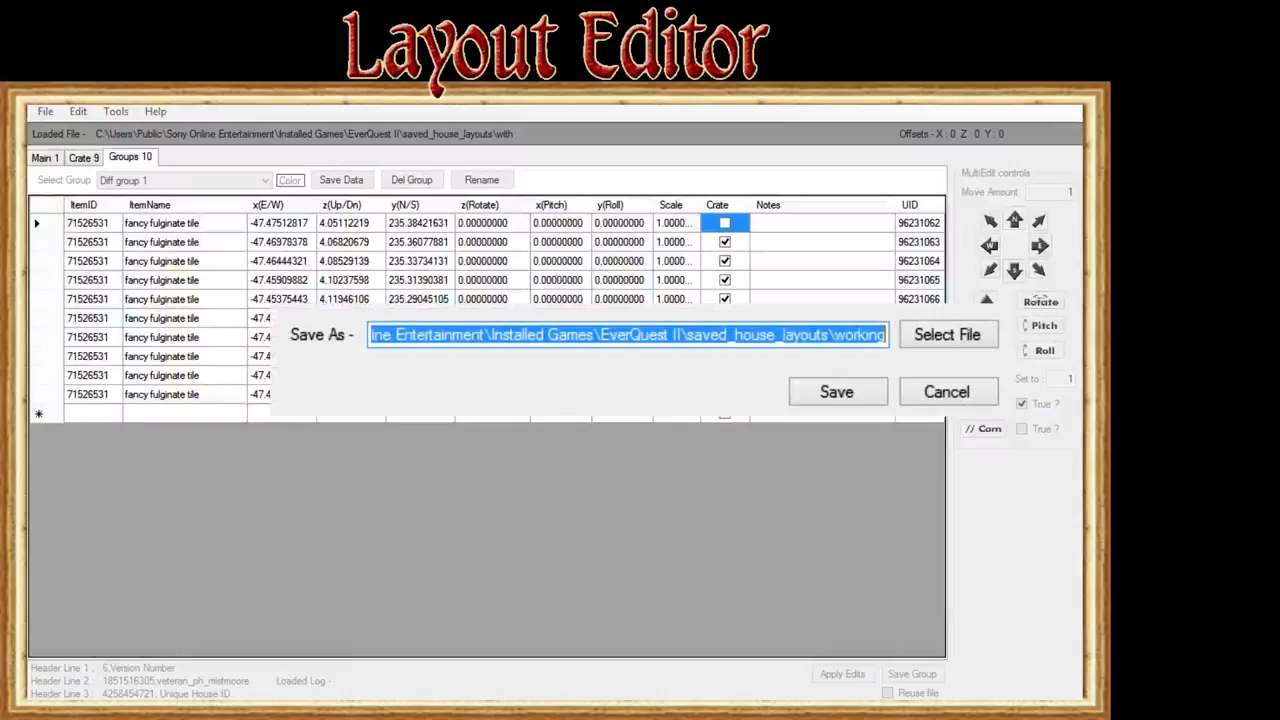 Layout Editor
File Edit Tools Help
Loaded File - C:\Users\Public\Sony Online Entertainment\Installed Games\EverQuest II\saved_house_layouts\with Offsets - X : 0 Z 0 Y : 0
Main 1 Crate 9 Groups 10
MultiEdit controls
Select Group Diff group 1 Color Save Data Del Group Rename
Move Amount 1
ItemID ItemName x(E/W) z(Up/Dn) y(N/S) z(Rotate) x(Pitch) y(Roll) Scale Crate Notes UID
71526531 fancy fulginate tile -47.47512817 4.05112219 235.38421631 0.00000000 0.00000000 0.00000000 1.0000... 96231062
71526531 fancy fulginate tile -47.46978378 4.06820679 235.36077881 0.00000000 0.00000000 0.00000000 1.0000... 96231063
71526531 fancy fulginate tile -47.46444321 4.08529139 235.33734131 0.00000000 0.00000000 0.00000000 1.0000... 96231064
71526531 fancy fulginate tile -47.45909882 4.10237598 235.31390381 0.00000000 0.00000000 0.00000000 1.0000... 96231065
71526531 fancy fulginate tile -47.45375443 4.11946106 235.29045105 0.00000000 0.00000000 0.00000000 1.0000... 96231066
71526531 fancy fulginate tile -47.4
71526531 fancy fulginate tile -47.4
71526531 fancy fulginate tile -47.4
71526531 fancy fulginate tile -47.4
71526531 fancy fulginate tile -47.4
N
W E
S
Rotate
Pitch
Roll
Set to : 1
True ?
// Corn True ?
Save As - ine Entertainment\Installed Games\EverQuest II\saved_house_layouts\working Select File
Save Cancel
Header Line 1 : 6,Version Number
Header Line 2 : 1851516305,veteran_ph_mistmoore Loaded Log -
Header Line 3 : 4258454721, Unique House ID
Apply Edits Save Group
Reuse file